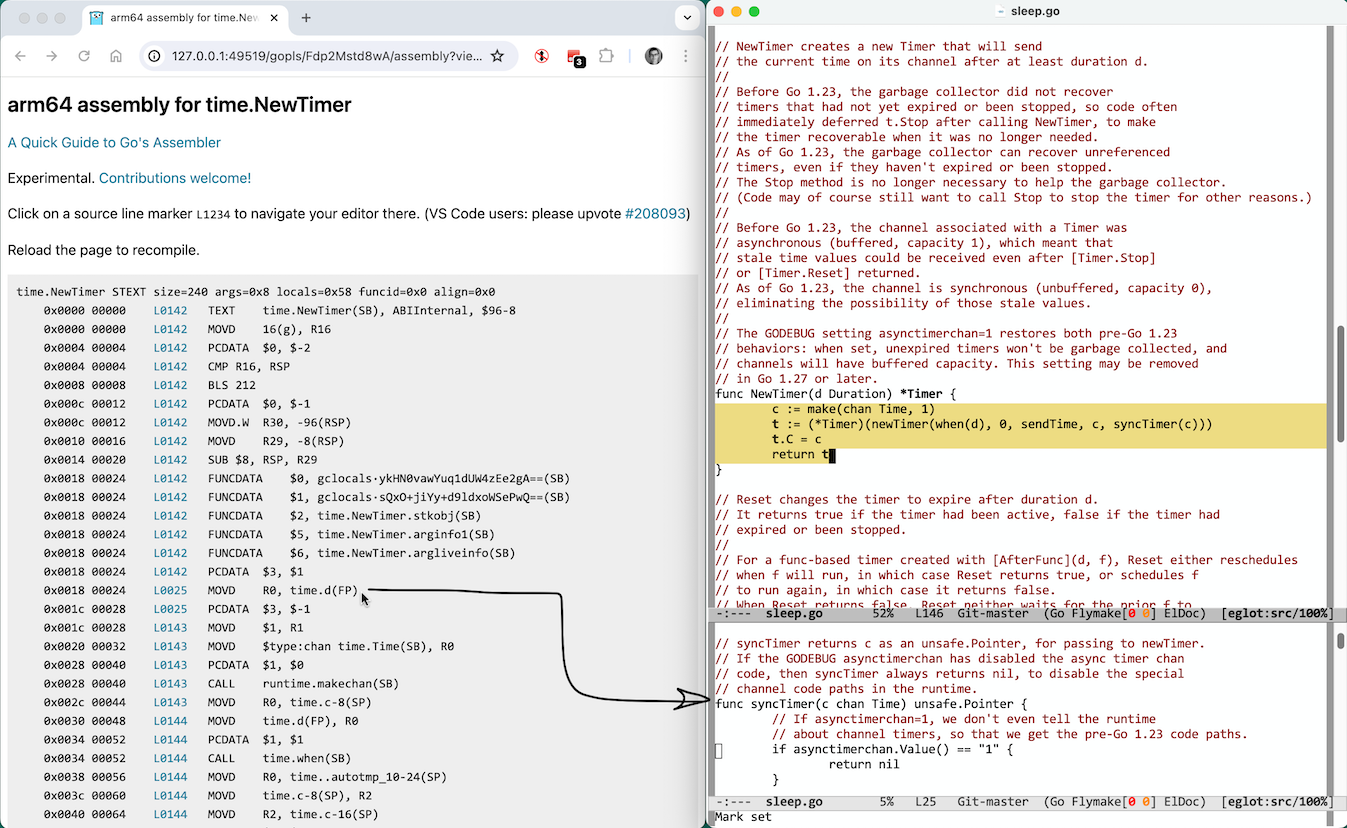 arm64 assembly for time.New
127.0.0.1:49519/gopls/Fdp2Mstd8wA/assembly?vie...
3
arm64 assembly for time.NewTimer
A Quick Guide to Go's Assembler
Experimental. Contributions welcome!
Click on a source line marker L1234 to navigate your editor there. (VS Code users: please upvote #208093)
Reload the page to recompile.
time.NewTimer STEXT size=240 args=0x8 locals=0x58 funcid=0x0 align=0x0
0x0000 00000 L0142 TEXT time.NewTimer(SB), ABIInternal, $96-8
0x0000 00000 L0142 MOVD 16(g), R16
0x0004 00004 L0142 PCDATA $0, $-2
0x0004 00004 L0142 CMP R16, RSP
0x0008 00008 L0142 BLS 212
0x000c 00012 L0142 PCDATA $0, $-1
0x000c 00012 L0142 MOVD.W R30, -96(RSP)
0x0010 00016 L0142 MOVD R29, -8(RSP)
0x0014 00020 L0142 SUB $8, RSP, R29
0x0018 00024 L0142 FUNCDATA $0, gclocals·ykHN0vawYuq1dUW4zEe2gA==(SB)
0x0018 00024 L0142 FUNCDATA $1, gclocals·sQxO+jiYy+d9ldxoWSePwQ==(SB)
0x0018 00024 L0142 FUNCDATA $2, time.NewTimer.stkobj(SB)
0x0018 00024 L0142 FUNCDATA $5, time.NewTimer.arginfo1(SB)
0x0018 00024 L0142 FUNCDATA $6, time.NewTimer.argliveinfo(SB)
0x0018 00024 L0142 PCDATA $3, $1
0x0018 00024 L0025 MOVD R0, time.d(FP)
0x001c 00028 L0025 PCDATA $3, $-1
0x001c 00028 L0143 MOVD $1, R1
0x0020 00032 L0143 MOVD $type:chan time.Time(SB), R0
0x0028 00040 L0143 PCDATA $1, $0
0x0028 00040 L0143 CALL runtime.makechan(SB)
0x002c 00044 L0143 MOVD R0, time.c-8(SP)
0x0030 00048 L0144 MOVD time.d(FP), R0
0x0034 00052 L0144 PCDATA $1, $1
0x0034 00052 L0144 CALL time.when(SB)
0x0038 00056 L0144 MOVD R0, time..autotmp_10-24(SP)
0x003c 00060 L0144 MOVD time.c-8(SP), R2
0x0040 00064 L0144 MOVD R2, time.c-16(SP)
sleep.go
// NewTimer creates a new Timer that will send
// the current time on its channel after at least duration d.
//
// Before Go 1.23, the garbage collector did not recover
// timers that had not yet expired or been stopped, so code often
// immediately deferred t.Stop after calling NewTimer, to make
// the timer recoverable when it was no longer needed.
// As of Go 1.23, the garbage collector can recover unreferenced
// timers, even if they haven't expired or been stopped.
// The Stop method is no longer necessary to help the garbage collector.
// (Code may of course still want to call Stop to stop the timer for other reasons.)
//
// Before Go 1.23, the channel associated with a Timer was
// asynchronous (buffered, capacity 1), which meant that
// stale time values could be received even after [Timer.Stop]
// or [Timer.Reset] returned.
// As of Go 1.23, the channel is synchronous (unbuffered, capacity 0),
// eliminating the possibility of those stale values.
//
// The GODEBUG setting asynctimerchan=1 restores both pre-Go 1.23
// behaviors: when set, unexpired timers won't be garbage collected, and
// channels will have buffered capacity. This setting may be removed
// in Go 1.27 or later.
func NewTimer(d Duration) *Timer {
c := make(chan Time, 1)
t := (*Timer)(newTimer(when(d), 0, sendTime, c, syncTimer(c)))
t.C = c
return t
}
// Reset changes the timer to expire after duration d.
// It returns true if the timer had been active, false if the timer had
// expired or been stopped.
//
// For a func-based timer created with [AfterFunc](d, f), Reset either reschedules
// when f will run, in which case Reset returns true, or schedules f
// to run again, in which case it returns false.
// When Reset returns false, Reset neither waits for the prior f to
-:--- sleep.go 52% L146 Git-master (Go Flymake[0 0] ElDoc) [eglot:src/100%]
// syncTimer returns c as an unsafe.Pointer, for passing to newTimer.
// If the GODEBUG asynctimerchan has disabled the async timer chan
// code, then syncTimer always returns nil, to disable the special
// channel code paths in the runtime.
func syncTimer(c chan Time) unsafe.Pointer {
// If asynctimerchan=1, we don't even tell the runtime
// about channel timers, so that we get the pre-Go 1.23 code paths.
if asynctimerchan.Value() == "1" {
return nil
}
-:--- sleep.go 5% L25 Git-master (Go Flymake[0 0] ElDoc) [eglot:src/100%]
Mark set